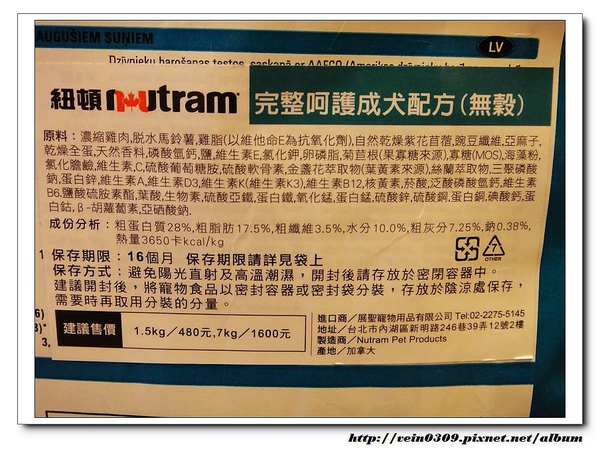 AUGUŠIEM SUŅIEM
LV
紐頓 nutram 完整呵護成犬配方(無穀)
原料：濃縮雞肉,脫水馬鈴薯,雞脂(以維他命E為抗氧化劑),自然乾燥紫花苜蓿,豌豆纖維,亞麻子,
乾燥全蛋,天然香料,磷酸氫鈣,鹽,維生素E,氯化鉀,卵磷脂,菊苣根(果寡糖來源),寡糖(MOS),海藻粉,
氯化膽鹼,維生素,C,硫酸葡萄糖胺,硫酸軟骨素,金盞花萃取物(葉黃素來源),絲蘭萃取物,三聚磷酸
鈉,蛋白鋅,維生素A,維生素D3,維生素K(維生素K3),維生素B12,核黃素,菸酸,泛酸磷酸氫鈣,維生素
B6,鹽酸硫胺素酯,葉酸,生物素,硫酸亞鐵,蛋白鐵,氧化錳,蛋白錳,硫酸鋅,硫酸銅,蛋白銅,碘酸鈣,蛋
白鈷,β-胡蘿蔔素,亞硒酸鈉.
成份分析：粗蛋白質28%,粗脂肪17.5%,粗纖維3.5%,水分10.0%,粗灰分7.25%,鈉0.38%,
熱量3650卡kcal/kg
保存期限：16個月 保存期限請詳見袋上
保存方式：避免陽光直射及高溫潮濕，開封後請存放於密閉容器中。
建議開封後，將寵物食品以密封容器或密封袋分裝，存放於陰涼處保存，
需要時再取用分裝的分量。
7
OTHER
建議售價 1.5kg／480元,7kg／1600元
進口商／展聖寵物用品有限公司 Tel:02-2275-5145
地址／台北市內湖區新明路246巷39弄12號2樓
製造商／Nutram Pet Products
產地／加拿大
http://vein0309.pixnet.net/album